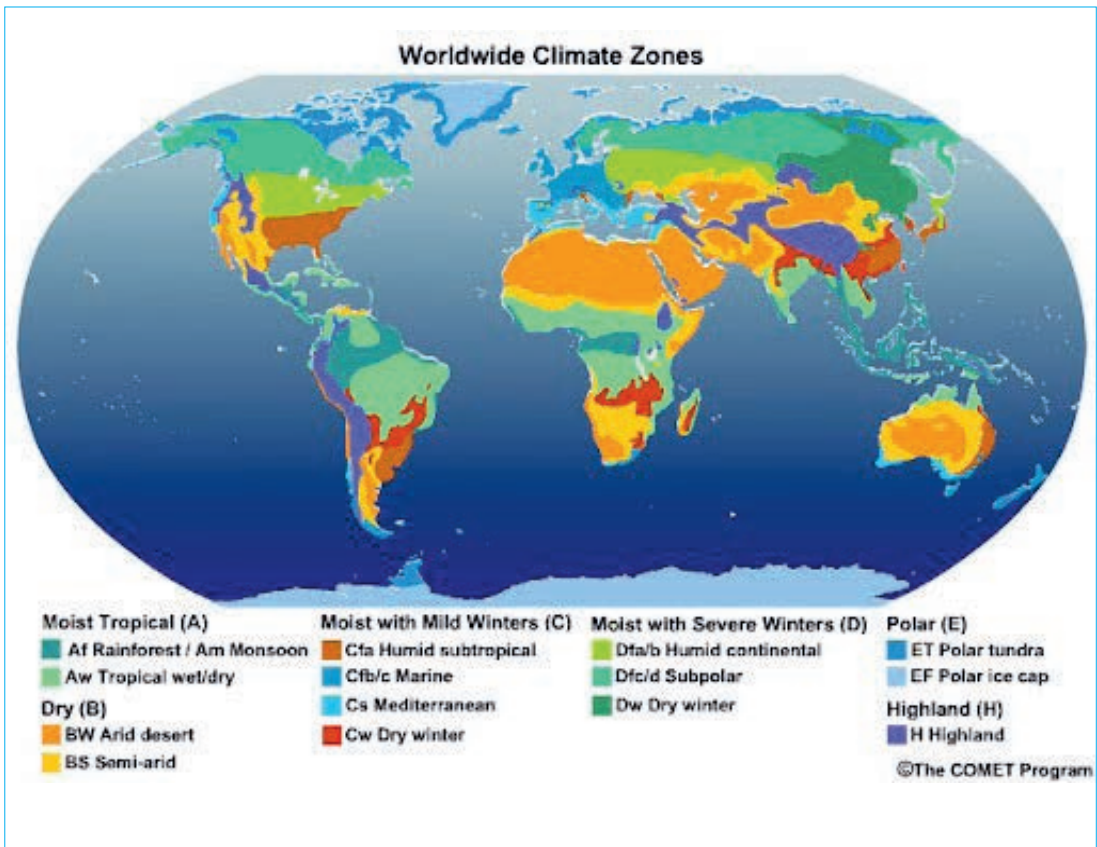 Worldwide Climate Zones
Moist Tropical (A)
Af Rainforest / Am Monsoon
Aw Tropical wet/dry
Dry (B)
BW Arid desert
BS Semi-arid
Moist with Mild Winters (C)
Cfa Humid subtropical
Cfb/c Marine
Cs Mediterranean
Cw Dry winter
Moist with Severe Winters (D)
Dfa/b Humid continental
Dfc/d Subpolar
Dw Dry winter
Polar (E)
ET Polar tundra
EF Polar ice cap
Highland (H)
H Highland
©The COMET Program